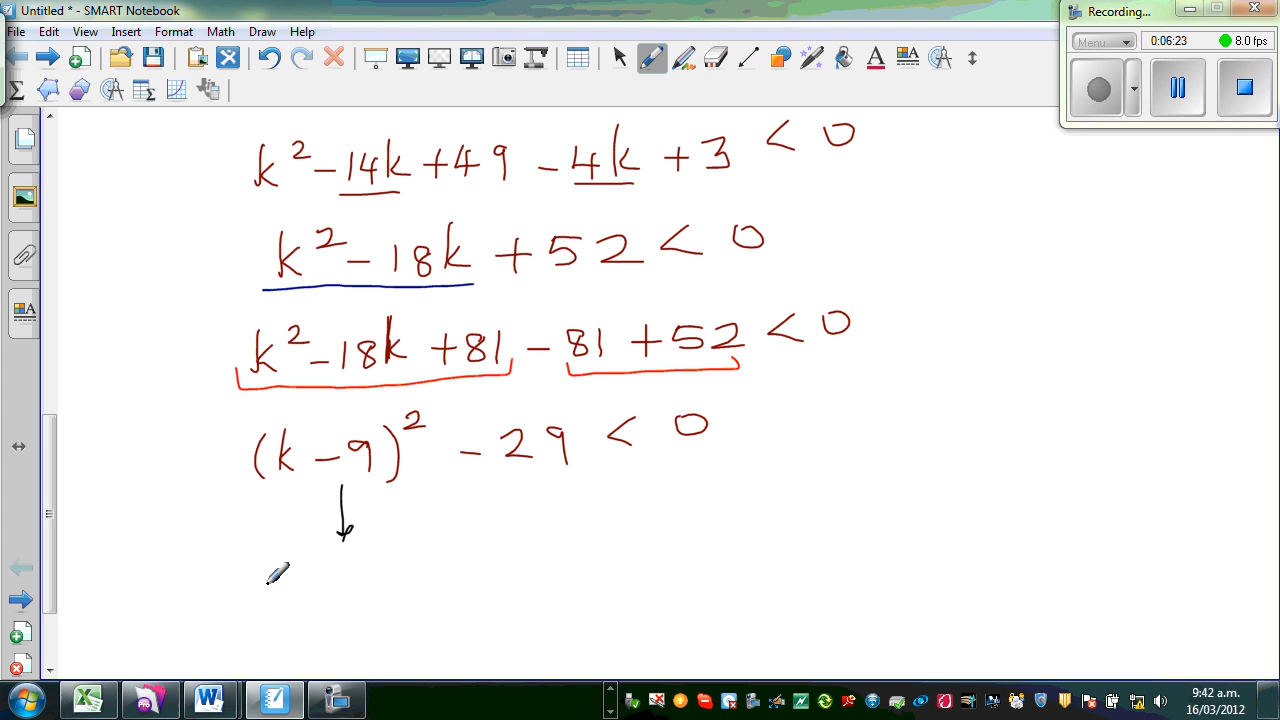 Untitled * - SMART Notebook
File Edit View Insert Format Math Draw Help
Recording...
Menu 0:06:23 8.0 fps
k² - 14k + 49 - 4k + 3 < 0
k² - 18k + 52 < 0
k² - 18k + 81 - 81 + 52 < 0
(k - 9)² - 29 < 0
9:42 a.m.
16/03/2012